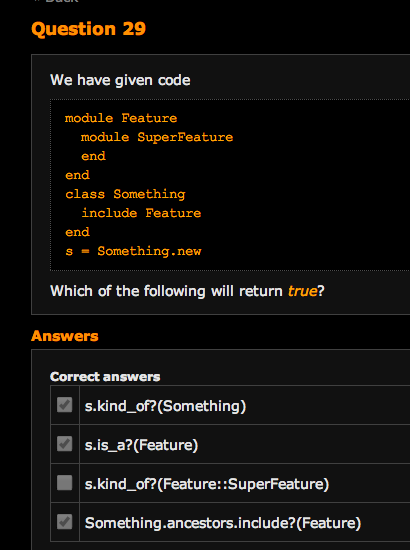 Back
Question 29
We have given code
module Feature
  module SuperFeature
  end
end
class Something
  include Feature
end
s = Something.new
Which of the following will return true?
Answers
Correct answers
s.kind_of?(Something)
s.is_a?(Feature)
s.kind_of?(Feature::SuperFeature)
Something.ancestors.include?(Feature)